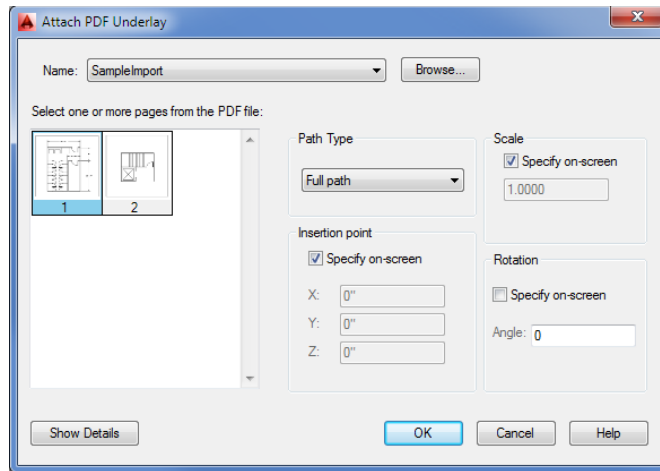 Attach PDF Underlay
Name: SampleImport Browse...
Select one or more pages from the PDF file:
1 2
Path Type
Full path
Scale
Specify on-screen
1.0000
Insertion point
Specify on-screen
X: 0"
Y: 0"
Z: 0"
Rotation
Specify on-screen
Angle: 0
Show Details OK Cancel Help